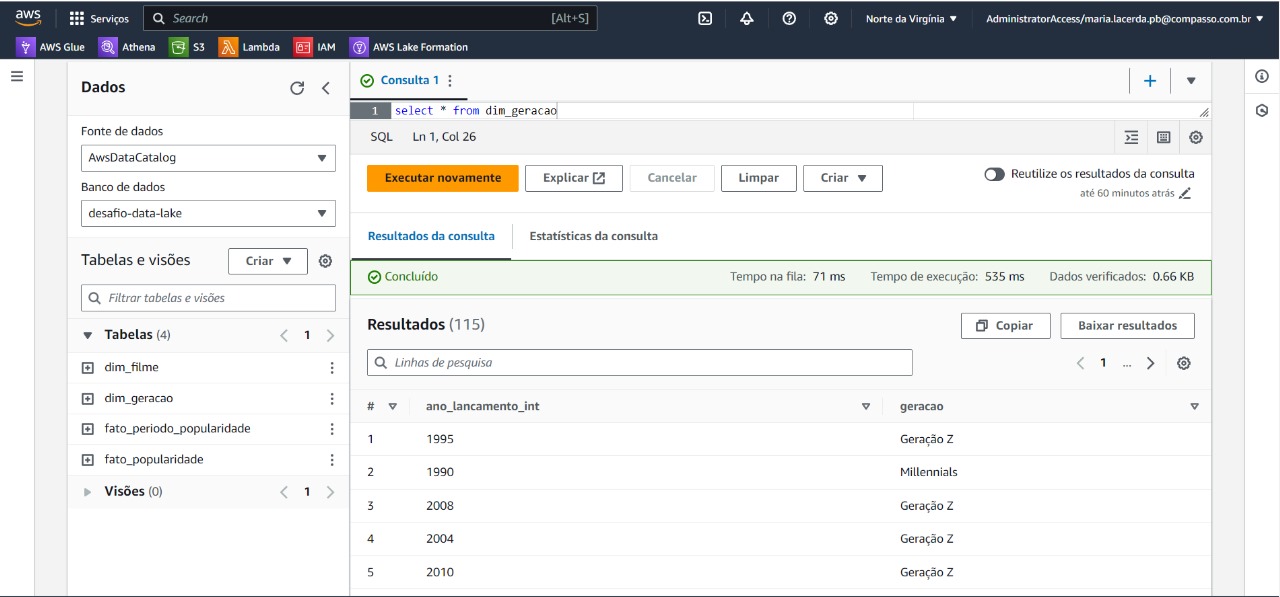 aws Serviços Search [Alt+S] Norte da Virgínia AdministratorAccess/maria.lacerda.pb@compasso.com.br
AWS Glue Athena S3 Lambda IAM AWS Lake Formation
Dados
Fonte de dados
AwsDataCatalog
Banco de dados
desafio-data-lake
Tabelas e visões Criar
Filtrar tabelas e visões
Tabelas (4) 1
dim_filme
dim_geracao
fato_periodo_popularidade
fato_popularidade
Visões (0) 1
Consulta 1
1 select * from dim_geracao
SQL Ln 1, Col 26
Executar novamente Explicar Cancelar Limpar Criar
Reutilize os resultados da consulta
até 60 minutos atrás
Resultados da consulta Estatísticas da consulta
Concluído Tempo na fila: 71 ms Tempo de execução: 535 ms Dados verificados: 0.66 KB
Resultados (115) Copiar Baixar resultados
Linhas de pesquisa 1 ...
# ano_lancamento_int geracao
1 1995 Geração Z
2 1990 Millennials
3 2008 Geração Z
4 2004 Geração Z
5 2010 Geração Z